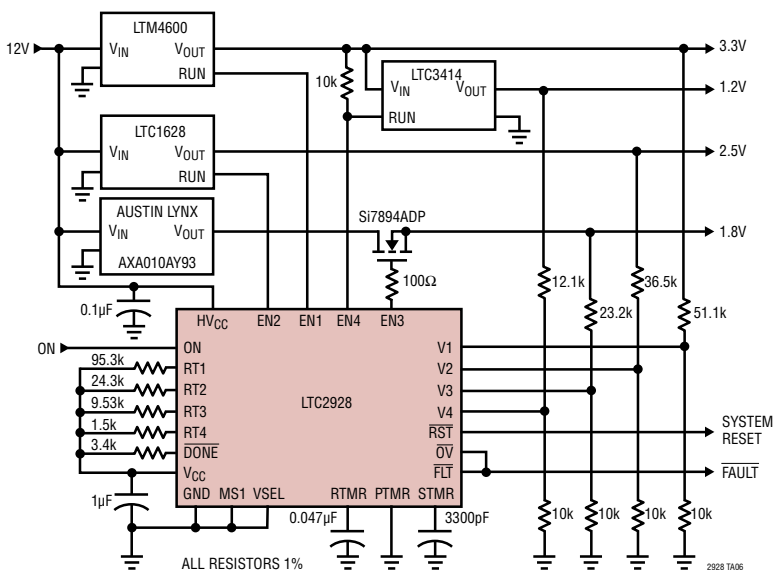 LTM4600
12V
VIN
VOUT
RUN
3.3V
10k
LTC3414
VIN
VOUT
RUN
1.2V
LTC1628
VIN
VOUT
RUN
2.5V
AUSTIN LYNX
VIN
VOUT
AXA010AY93
Si7894ADP
1.8V
100Ω
12.1k
36.5k
23.2k
51.1k
0.1µF
HVCC
EN2
EN1
EN4
EN3
ON
ON
95.3k
RT1
24.3k
RT2
9.53k
RT3
1.5k
RT4
3.4k
DONE
VCC
LTC2928
V1
V2
V3
V4
RST
OV
FLT
SYSTEM
RESET
FAULT
1µF
GND
MS1
VSEL
RTMR
PTMR
STMR
0.047µF
3300pF
10k
10k
10k
10k
ALL RESISTORS 1%
2928 TA06